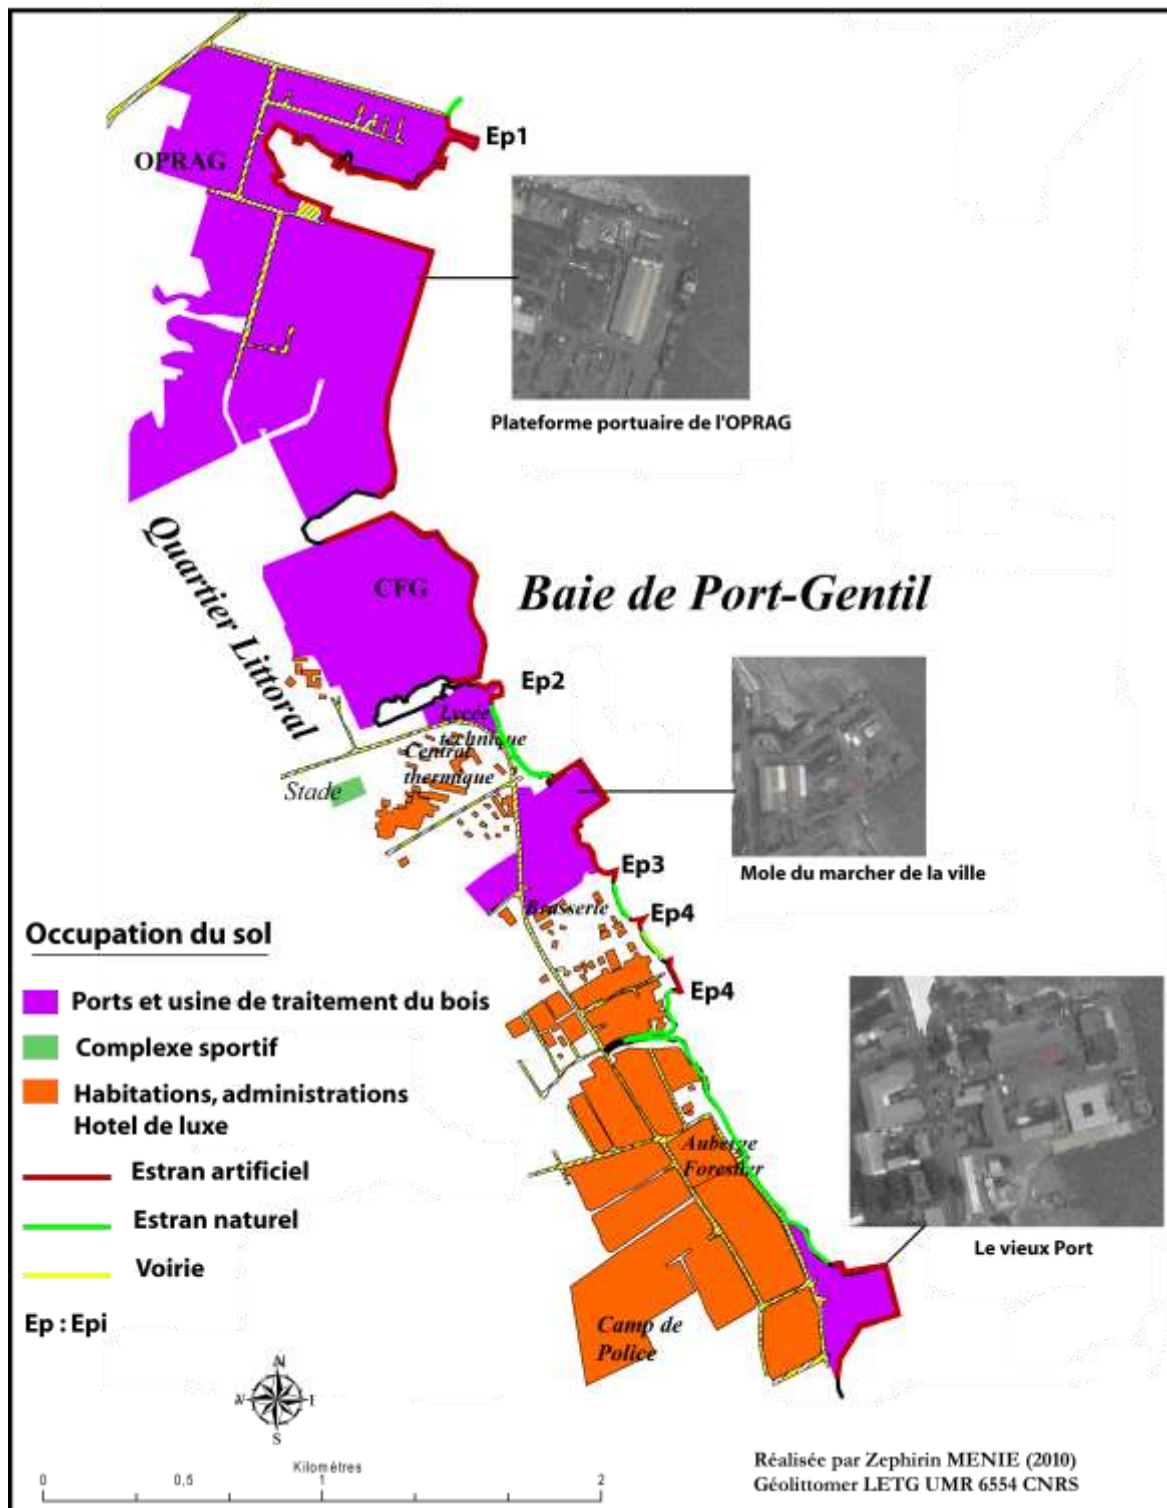 Ep1
OPRAG
Plateforme portuaire de l'OPRAG
Quartier Littoral
CFG
Baie de Port-Gentil
Ep2
Lycée
technique
Central
thermique
Stade
Mole du marcher de la ville
Ep3
Brasserie
Ep4
Ep4
Occupation du sol
Ports et usine de traitement du bois
Complexe sportif
Habitations, administrations
Hotel de luxe
Estran artificiel
Estran naturel
Voirie
Ep : Epi
Auberge
Forestier
Le vieux Port
Camp de
Police
N
S
Kilomètres
0 0,5 1 2
Réalisée par Zephirin MENIE (2010)
Géolittomer LETG UMR 6554 CNRS